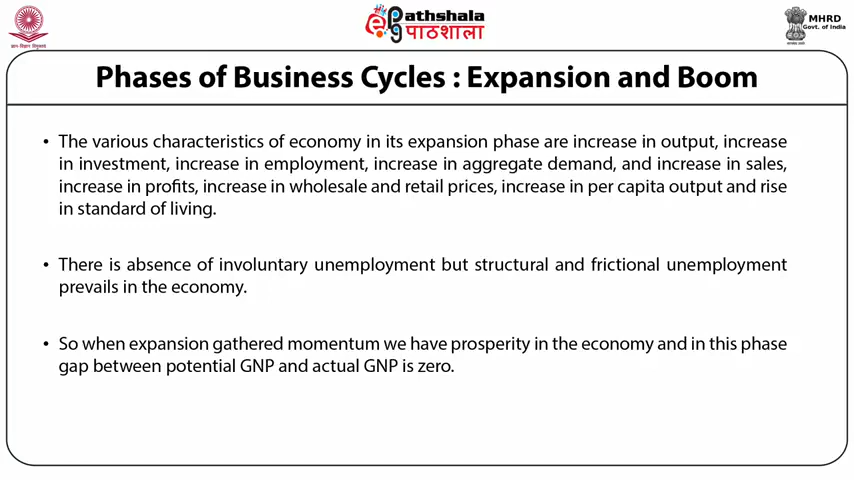 Pathshala
पाठशाला
MHRD
Govt. of India
Phases of Business Cycles : Expansion and Boom
• The various characteristics of economy in its expansion phase are increase in output, increase
in investment, increase in employment, increase in aggregate demand, and increase in sales,
increase in profits, increase in wholesale and retail prices, increase in per capita output and rise
in standard of living.
• There is absence of involuntary unemployment but structural and frictional unemployment
prevails in the economy.
• So when expansion gathered momentum we have prosperity in the economy and in this phase
gap between potential GNP and actual GNP is zero.